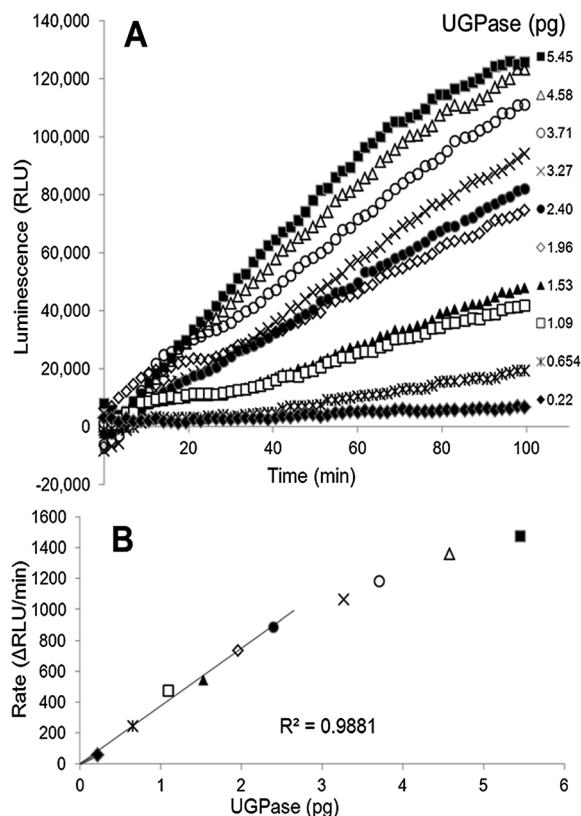 A
UGPase (pg)
Luminescence (RLU)
140,000
120,000
100,000
80,000
60,000
40,000
20,000
0
-20,000
5.45
4.58
3.71
3.27
2.40
1.96
1.53
1.09
0.654
0.22
20 40 60 80 100
Time (min)
B
Rate (ΔRLU/min)
1600
1400
1200
1000
800
600
400
200
0
R² = 0.9881
0 1 2 3 4 5 6
UGPase (pg)